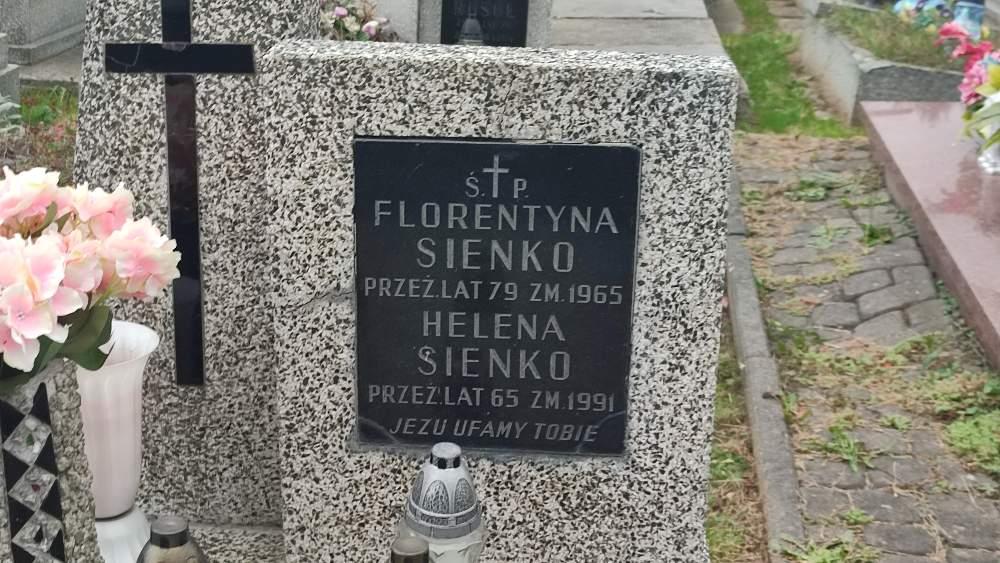 Ś. P.
FLORENTYNA
SIENKO
PRZEŻ.LAT 79 ZM.1965
HELENA
SIENKO
PRZEŻ.LAT 65 ZM.1991
JEZU UFAMY TOBIE